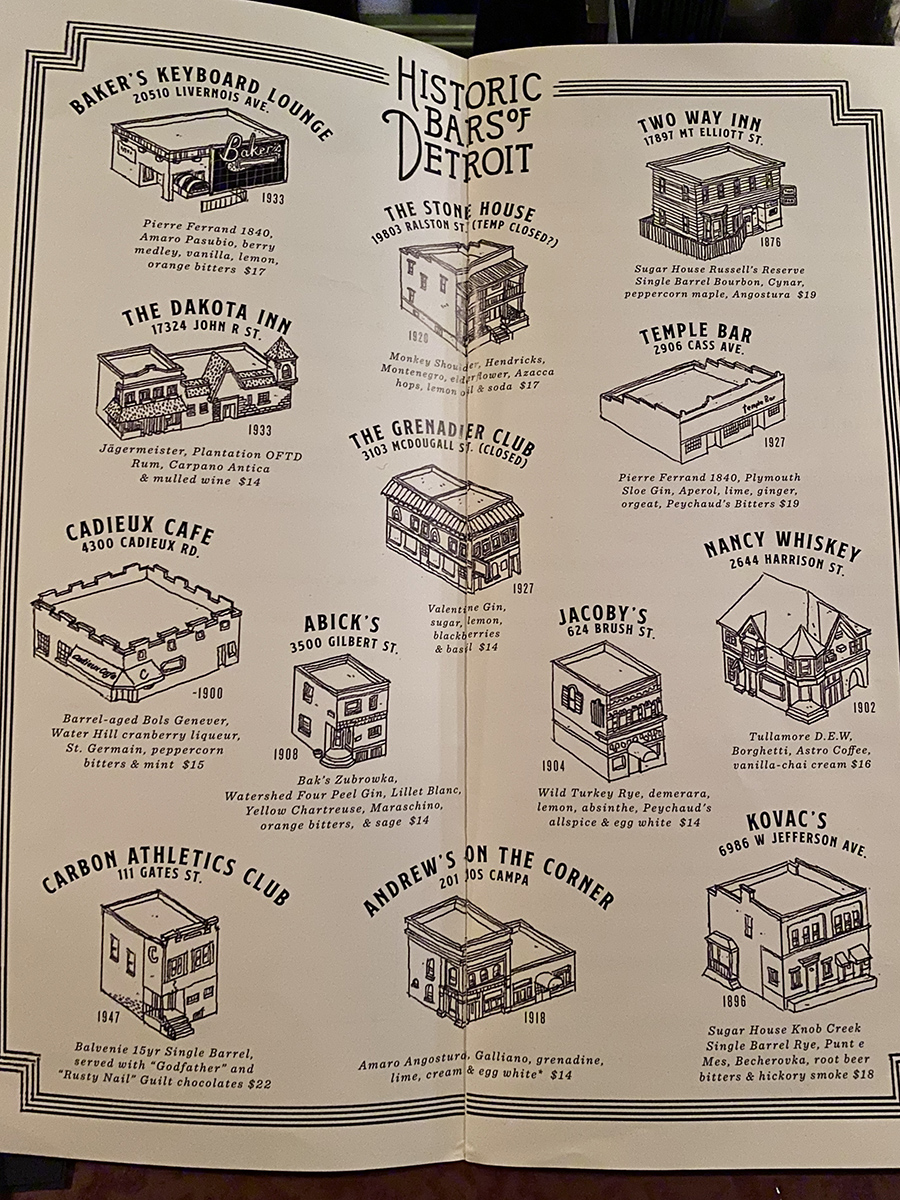 HISTORIC
BARS OF
DETROIT
BAKER'S KEYBOARD LOUNGE
20510 LIVERNOIS AVE.
Baker's
1933
Pierre Ferrand 1840,
Amaro Pasubio, berry
medley, vanilla, lemon,
orange bitters $17
THE STONE HOUSE
19803 RALSTON ST. (TEMP CLOSED?)
1920
Monkey Shoulder, Hendricks,
Montenegro, elderflower, Azacca
hops, lemon oil & soda $17
TWO WAY INN
17897 MT ELLIOTT ST.
1876
Sugar House Russell's Reserve
Single Barrel Bourbon, Cynar,
peppercorn maple, Angostura $19
THE DAKOTA INN
17324 JOHN R ST.
1933
Jägermeister, Plantation OFTD
Rum, Carpano Antica
& mulled wine $14
THE GRENADIER CLUB
3103 MCDOUGALL ST. (CLOSED)
1927
Valentine Gin,
sugar, lemon,
blackberries
& basil $14
TEMPLE BAR
2906 CASS AVE.
Temple Bar
1927
Pierre Ferrand 1840, Plymouth
Sloe Gin, Aperol, lime, ginger,
orgeat, Peychaud's Bitters $19
CADIEUX CAFE
4300 CADIEUX RD.
Cadieux Cafe
C
~1900
Barrel-aged Bols Genever,
Water Hill cranberry liqueur,
St. Germain, peppercorn
bitters & mint $15
ABICK'S
3500 GILBERT ST.
1908
Bak's Zubrowka,
Watershed Four Peel Gin, Lillet Blanc,
Yellow Chartreuse, Maraschino,
orange bitters, & sage $14
JACOBY'S
624 BRUSH ST.
1904
Wild Turkey Rye, demerara,
lemon, absinthe, Peychaud's
allspice & egg white $14
NANCY WHISKEY
2644 HARRISON ST.
1902
Tullamore D.E.W,
Borghetti, Astro Coffee,
vanilla-chai cream $16
CARBON ATHLETICS CLUB
111 GATES ST.
C
1947
Balvenie 15yr Single Barrel,
served with "Godfather" and
"Rusty Nail" Guilt chocolates $22
ANDREW'S ON THE CORNER
201 JOS CAMPA
1918
Amaro Angostura, Galliano, grenadine,
lime, cream & egg white* $14
KOVAC'S
6986 W JEFFERSON AVE.
1896
Sugar House Knob Creek
Single Barrel Rye, Punt e
Mes, Becherovka, root beer
bitters & hickory smoke $18